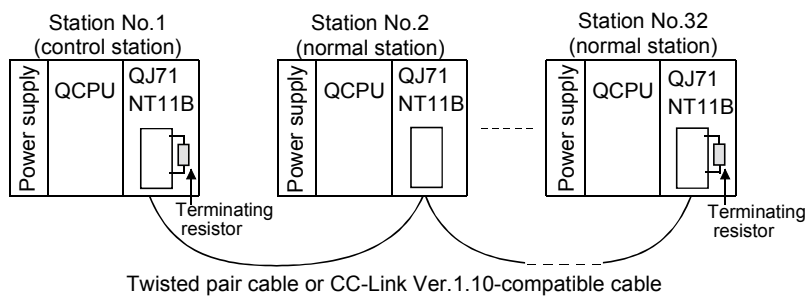 Station No.1
(control station)
Power supply
QCPU
QJ71
NT11B
Terminating
resistor
Station No.2
(normal station)
Power supply
QCPU
QJ71
NT11B
Station No.32
(normal station)
Power supply
QCPU
QJ71
NT11B
Terminating
resistor
Twisted pair cable or CC-Link Ver.1.10-compatible cable